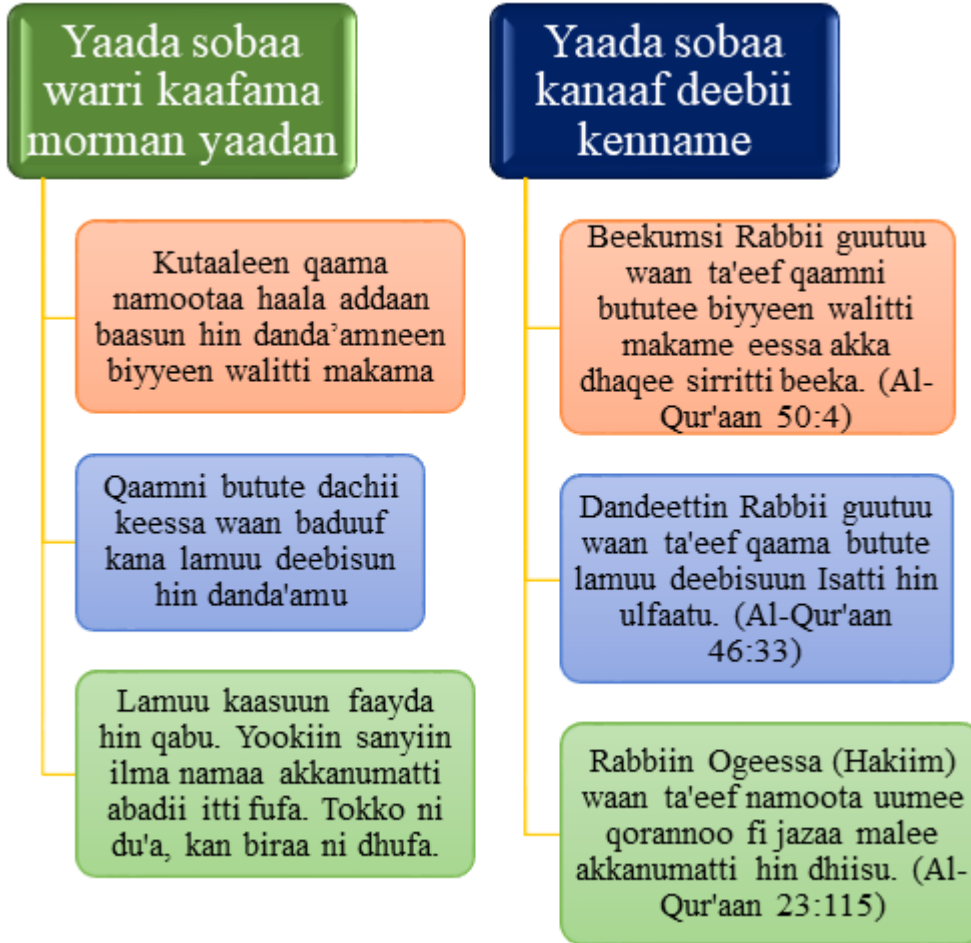 Yaada sobaa
warri kaafama
morman yaadan
Kutaaleen qaama
namootaa haala addaan
baasun hin danda’amneen
biyyeen walitti makama
Qaamni butute dachii
keessa waan baduuf
kana lamuu deebisun
hin danda'amu
Lamuu kaasuun faayda
hin qabu. Yookiin sanyiin
ilma namaa akkanumatti
abadii itti fufa. Tokko ni
du'a, kan biraa ni dhufa.
Yaada sobaa
kanaaf deebii
kenname
Beekumsi Rabbii guutuu
waan ta'eef qaamni
bututee biyyeen walitti
makame eessa akka
dhaqee sirritti beeka. (Al-
Qur'aan 50:4)
Dandeettin Rabbii guutuu
waan ta'eef qaama butute
lamuu deebisuun Isatti hin
ulfaatu. (Al-Qur'aan
46:33)
Rabbiin Ogeessa (Hakiim)
waan ta'eef namoota uumee
qorannoo fi jazaa malee
akkanumatti hin dhiisu. (Al-
Qur'aan 23:115)